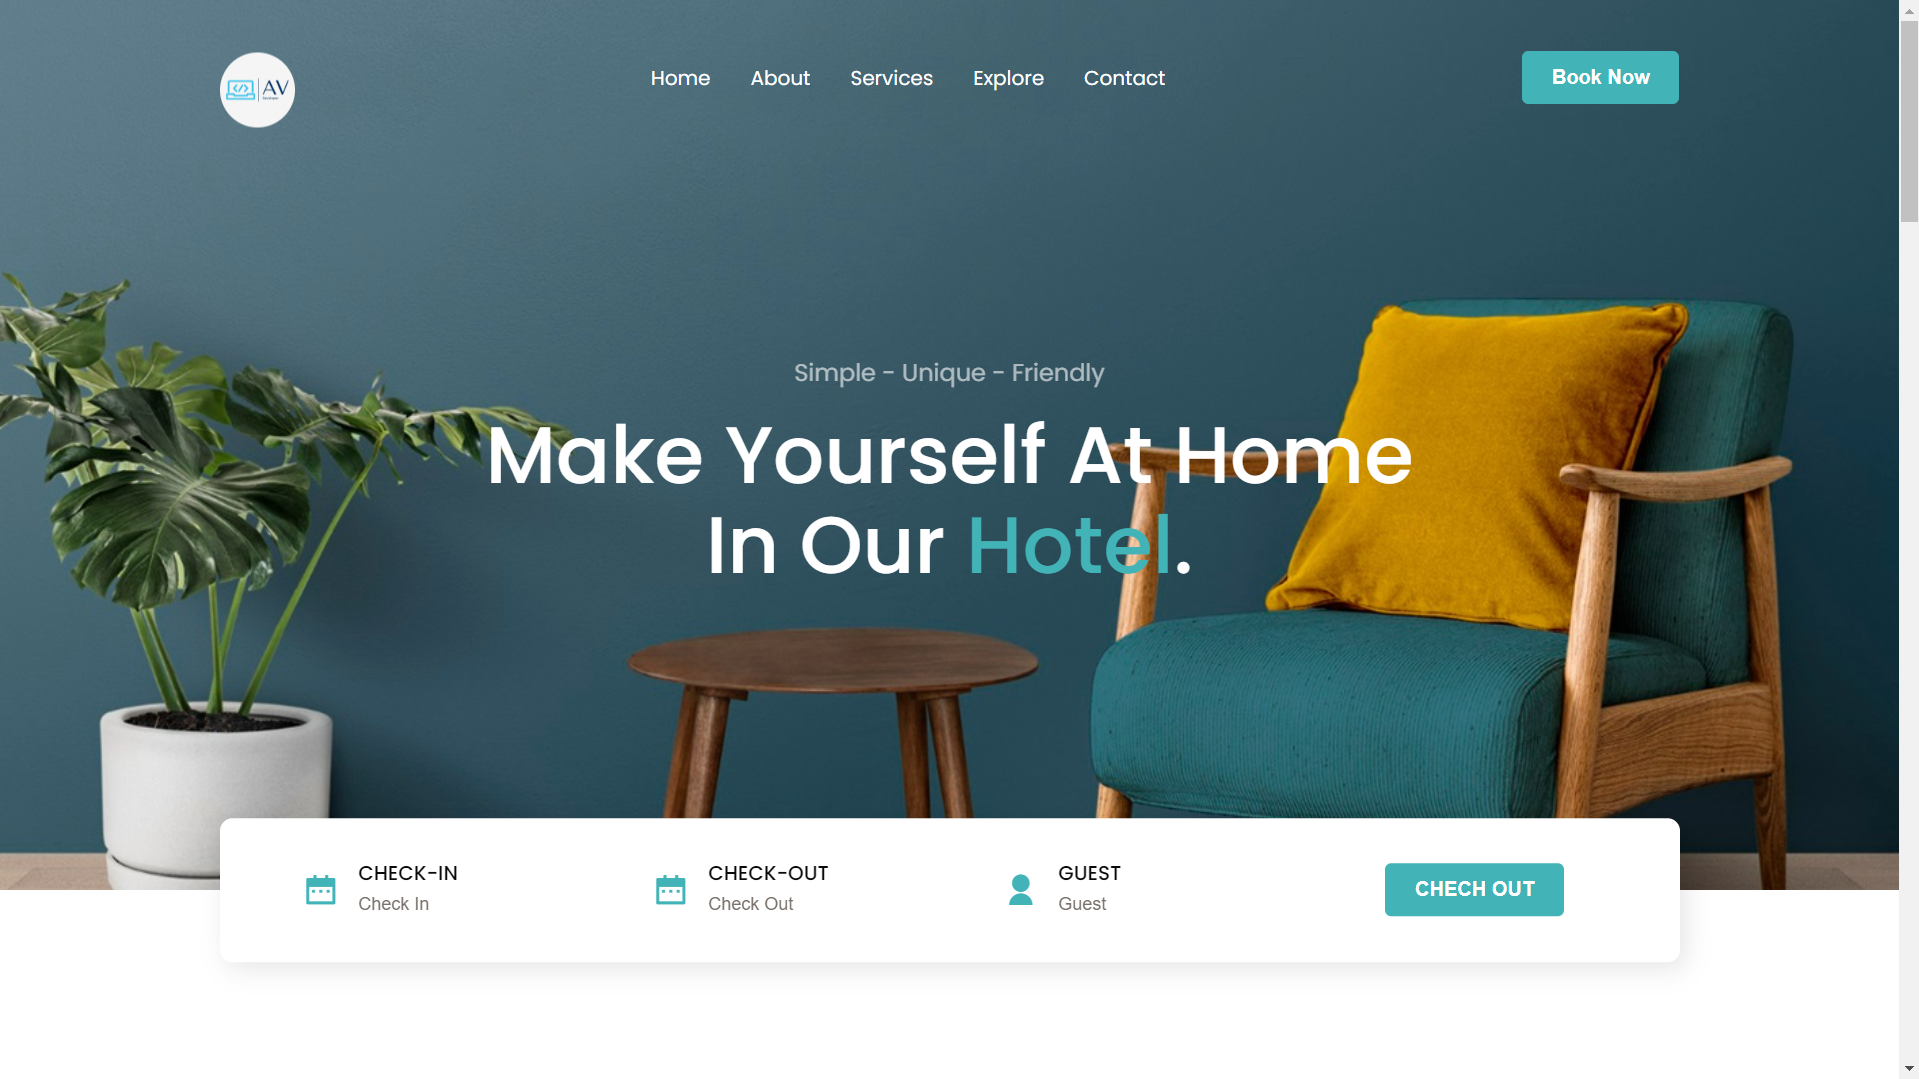 </> AV
Home About Services Explore Contact
Book Now
Simple - Unique - Friendly
Make Yourself At Home
In Our Hotel.
CHECK-IN
Check In
CHECK-OUT
Check Out
GUEST
Guest
CHECH OUT